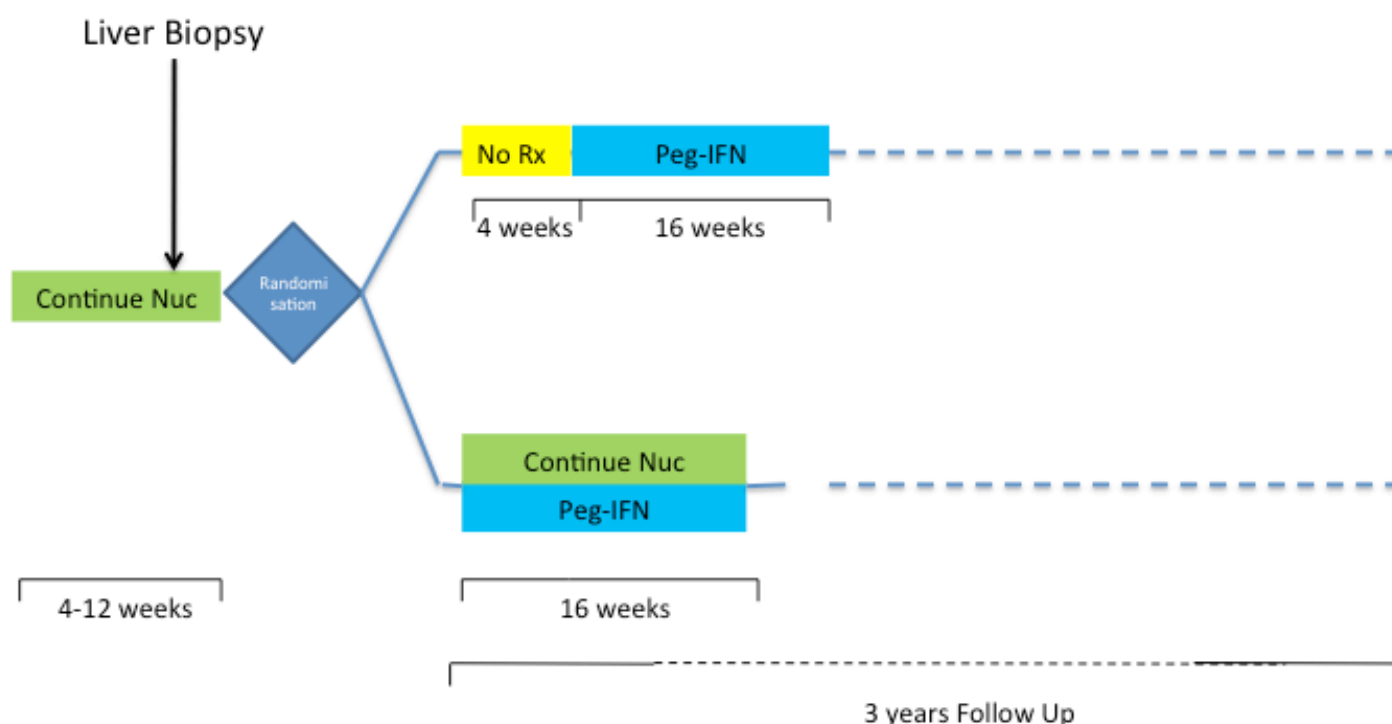 Liver Biopsy
No Rx
Peg-IFN
4 weeks
16 weeks
Continue Nuc
Randomi
sation
Continue Nuc
Peg-IFN
4-12 weeks
16 weeks
3 years Follow Up